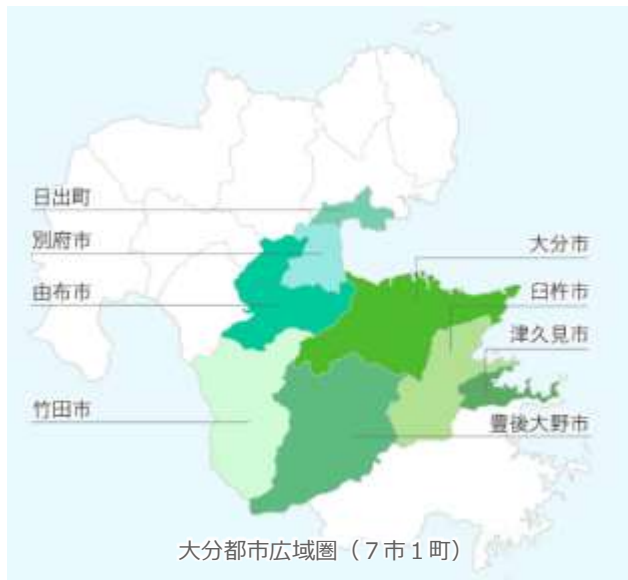 日出町
別府市
大分市
由布市
臼杵市
津久見市
竹田市
豊後大野市
大分都市広域圏（７市１町）